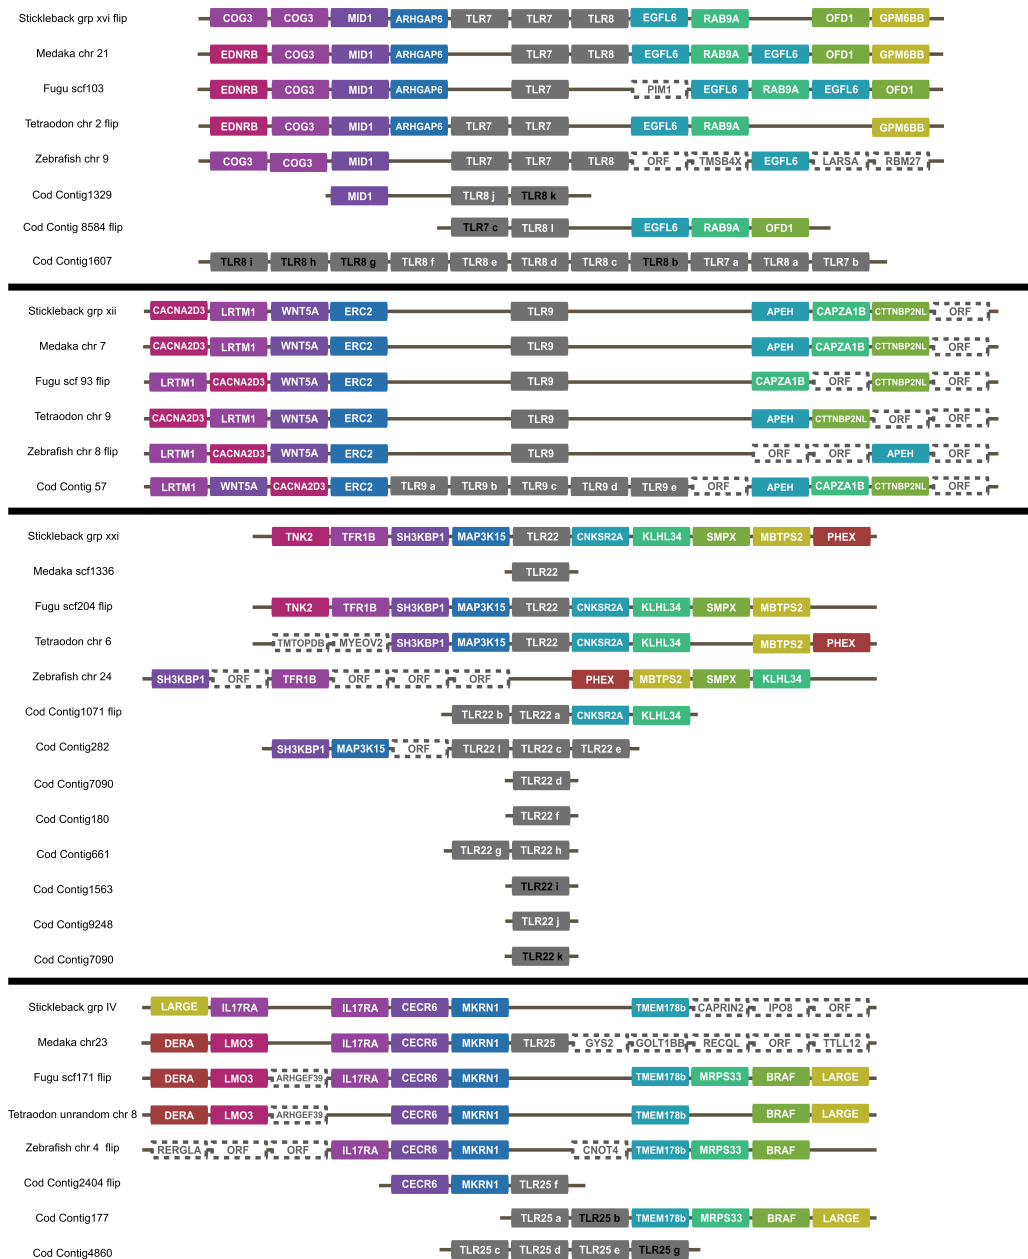 Stickleback grp xvi flip COG3 COG3 MID1 ARHGAP6 TLR7 TLR7 TLR8 EGFL6 RAB9A OFD1 GPM6BB
Medaka chr 21 EDNRB COG3 MID1 ARHGAP6 TLR7 TLR8 EGFL6 RAB9A EGFL6 OFD1 GPM6BB
Fugu scf103 EDNRB COG3 MID1 ARHGAP6 TLR7 PIM1 EGFL6 RAB9A EGFL6 OFD1
Tetraodon chr 2 flip EDNRB COG3 MID1 ARHGAP6 TLR7 TLR7 EGFL6 RAB9A GPM6BB
Zebrafish chr 9 COG3 COG3 MID1 TLR7 TLR7 TLR8 ORF TMSB4X EGFL6 LARSA RBM27
Cod Contig1329 MID1 TLR8 j TLR8 k
Cod Contig 8584 flip TLR7 c TLR8 l EGFL6 RAB9A OFD1
Cod Contig1607 TLR8 i TLR8 h TLR8 g TLR8 f TLR8 e TLR8 d TLR8 c TLR8 b TLR7 a TLR8 a TLR7 b
Stickleback grp xii CACNA2D3 LRTM1 WNT5A ERC2 TLR9 APEH CAPZA1B CTTNBP2NL ORF
Medaka chr 7 CACNA2D3 LRTM1 WNT5A ERC2 TLR9 APEH CAPZA1B CTTNBP2NL ORF
Fugu scf 93 flip LRTM1 CACNA2D3 WNT5A ERC2 TLR9 CAPZA1B ORF CTTNBP2NL ORF
Tetraodon chr 9 CACNA2D3 LRTM1 WNT5A ERC2 TLR9 APEH CTTNBP2NL ORF ORF
Zebrafish chr 8 flip LRTM1 CACNA2D3 WNT5A ERC2 TLR9 ORF ORF APEH ORF
Cod Contig 57 LRTM1 WNT5A CACNA2D3 ERC2 TLR9 a TLR9 b TLR9 c TLR9 d TLR9 e ORF APEH CAPZA1B CTTNBP2NL ORF
Stickleback grp xxi TNK2 TFR1B SH3KBP1 MAP3K15 TLR22 CNKSR2A KLHL34 SMPX MBTPS2 PHEX
Medaka scf1336 TLR22
Fugu scf204 flip TNK2 TFR1B SH3KBP1 MAP3K15 TLR22 CNKSR2A KLHL34 SMPX MBTPS2
Tetraodon chr 6 TMTOPDB MYEOV2 SH3KBP1 MAP3K15 TLR22 CNKSR2A KLHL34 MBTPS2 PHEX
Zebrafish chr 24 SH3KBP1 ORF TFR1B ORF ORF ORF PHEX MBTPS2 SMPX KLHL34
Cod Contig1071 flip TLR22 b TLR22 a CNKSR2A KLHL34
Cod Contig282 SH3KBP1 MAP3K15 ORF TLR22 l TLR22 c TLR22 e
Cod Contig7090 TLR22 d
Cod Contig180 TLR22 f
Cod Contig661 TLR22 g TLR22 h
Cod Contig1563 TLR22 i
Cod Contig9248 TLR22 j
Cod Contig7090 TLR22 k
Stickleback grp IV LARGE IL17RA IL17RA CECR6 MKRN1 TMEM178b CAPRIN2 IPO8 ORF
Medaka chr23 DERA LMO3 IL17RA CECR6 MKRN1 TLR25 GYS2 GOLT1BB RECQL ORF TTLL12
Fugu scf171 flip DERA LMO3 ARHGEF39 IL17RA CECR6 MKRN1 TMEM178b MRPS33 BRAF LARGE
Tetraodon unrandom chr 8 DERA LMO3 ARHGEF39 CECR6 MKRN1 TMEM178b BRAF LARGE
Zebrafish chr 4 flip RERGLA ORF ORF IL17RA CECR6 MKRN1 CNOT4 TMEM178b MRPS33 BRAF
Cod Contig2404 flip CECR6 MKRN1 TLR25 f
Cod Contig177 TLR25 a TLR25 b TMEM178b MRPS33 BRAF LARGE
Cod Contig4860 TLR25 c TLR25 d TLR25 e TLR25 g